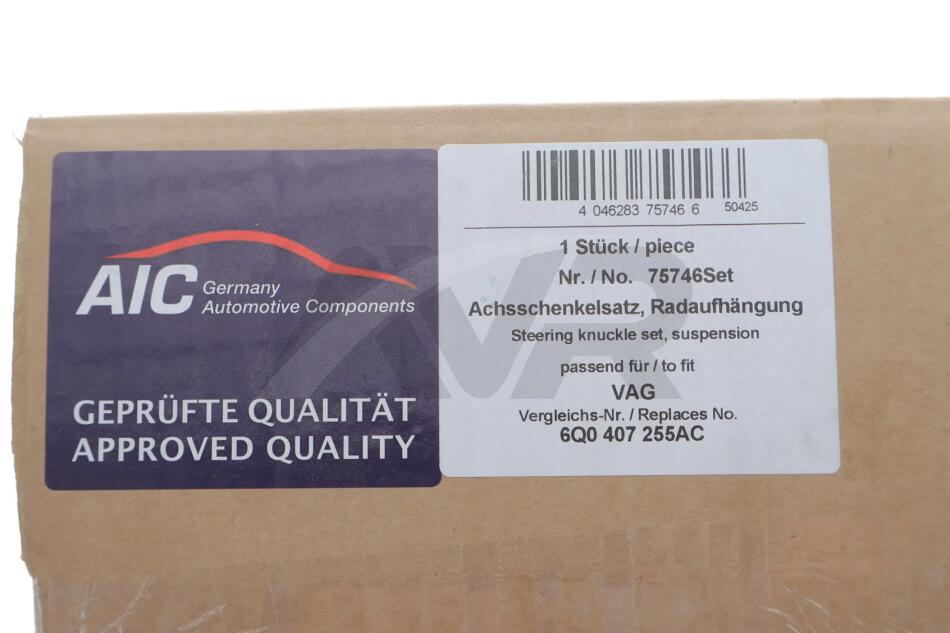 AIC Germany
Automotive Components
GEPRÜFTE QUALITÄT
APPROVED QUALITY
4 046283 75746 6 50425
1 Stück / piece
Nr. / No. 75746Set
Achsschenkelsatz, Radaufhängung
Steering knuckle set, suspension
passend für / to fit
VAG
Vergleichs-Nr. / Replaces No.
6Q0 407 255AC